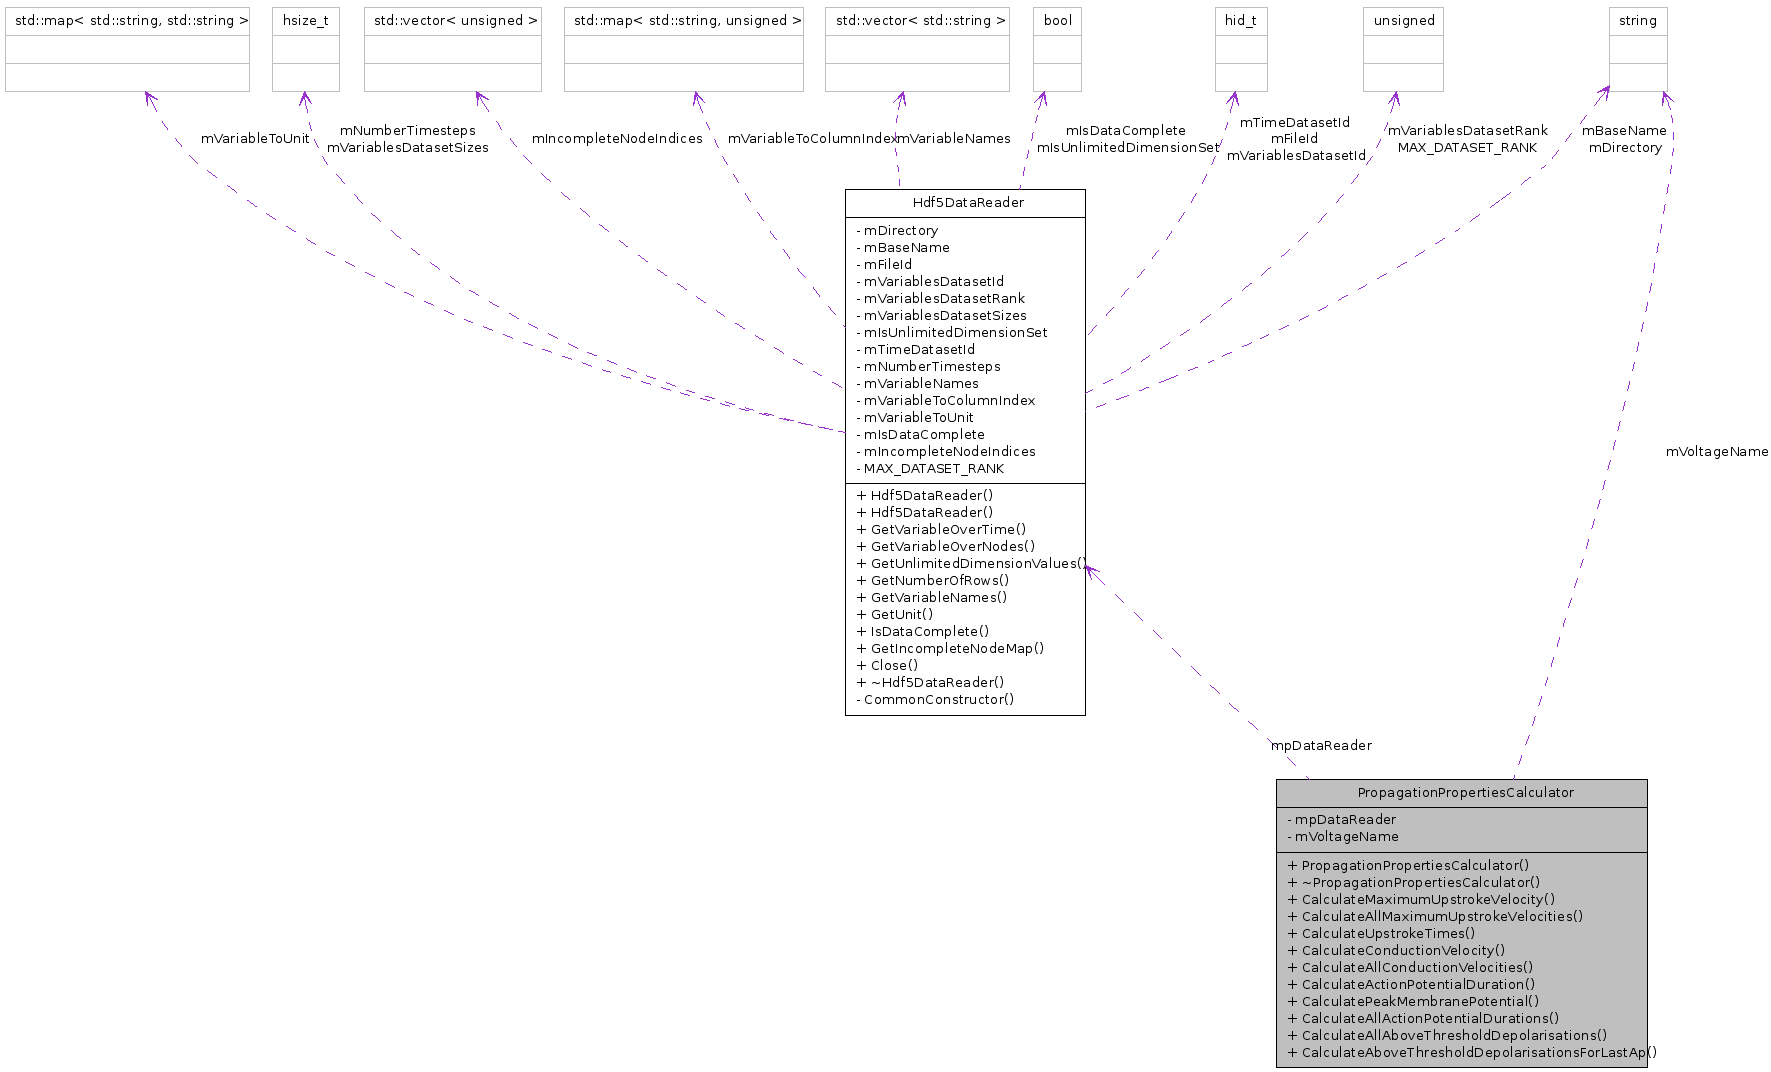 std::map< std::string, std::string >
hsize_t
std::vector< unsigned >
std::map< std::string, unsigned >
std::vector< std::string >
bool
hid_t
unsigned
string
mVariableToUnit
mNumberTimesteps
mVariablesDatasetSizes
mIncompleteNodeIndices
mVariableToColumnIndex
mVariableNames
mIsDataComplete
mIsUnlimitedDimensionSet
mTimeDatasetId
mFileId
mVariablesDatasetId
mVariablesDatasetRank
MAX_DATASET_RANK
mBaseName
mDirectory
Hdf5DataReader
- mDirectory
- mBaseName
- mFileId
- mVariablesDatasetId
- mVariablesDatasetRank
- mVariablesDatasetSizes
- mIsUnlimitedDimensionSet
- mTimeDatasetId
- mNumberTimesteps
- mVariableNames
- mVariableToColumnIndex
- mVariableToUnit
- mIsDataComplete
- mIncompleteNodeIndices
- MAX_DATASET_RANK
+ Hdf5DataReader()
+ Hdf5DataReader()
+ GetVariableOverTime()
+ GetVariableOverNodes()
+ GetUnlimitedDimensionValues()
+ GetNumberOfRows()
+ GetVariableNames()
+ GetUnit()
+ IsDataComplete()
+ GetIncompleteNodeMap()
+ Close()
+ ~Hdf5DataReader()
- CommonConstructor()
mVoltageName
mpDataReader
PropagationPropertiesCalculator
- mpDataReader
- mVoltageName
+ PropagationPropertiesCalculator()
+ ~PropagationPropertiesCalculator()
+ CalculateMaximumUpstrokeVelocity()
+ CalculateAllMaximumUpstrokeVelocities()
+ CalculateUpstrokeTimes()
+ CalculateConductionVelocity()
+ CalculateAllConductionVelocities()
+ CalculateActionPotentialDuration()
+ CalculatePeakMembranePotential()
+ CalculateAllActionPotentialDurations()
+ CalculateAllAboveThresholdDepolarisations()
+ CalculateAboveThresholdDepolarisationsForLastAp()